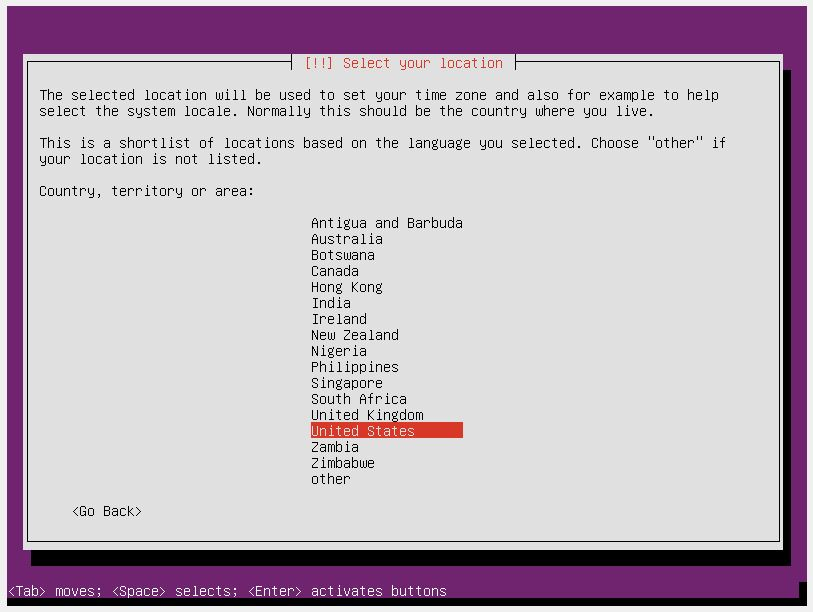 [!!] Select your location
The selected location will be used to set your time zone and also for example to help
select the system locale. Normally this should be the country where you live.
This is a shortlist of locations based on the language you selected. Choose "other" if
your location is not listed.
Country, territory or area:
Antigua and Barbuda
Australia
Botswana
Canada
Hong Kong
India
Ireland
New Zealand
Nigeria
Philippines
Singapore
South Africa
United Kingdom
United States
Zambia
Zimbabwe
other
<Go Back>
<Tab> moves; <Space> selects; <Enter> activates buttons